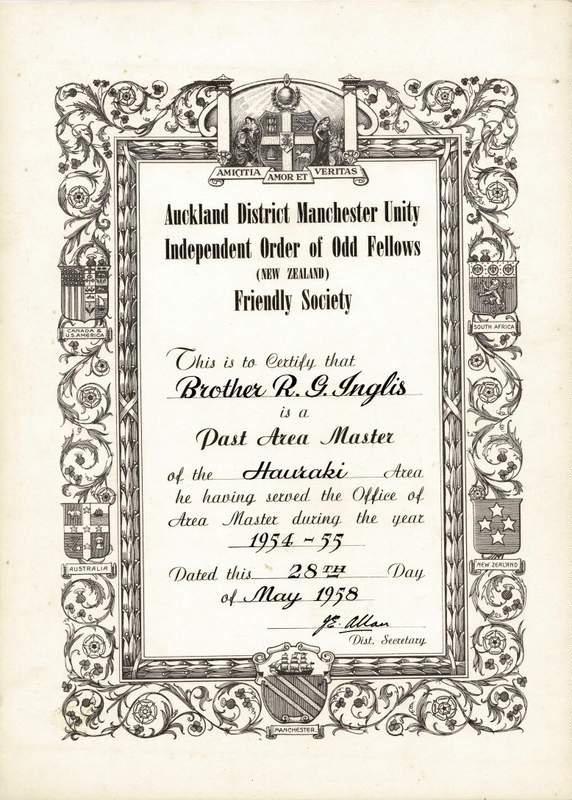 AMICITIA AMOR ET VERITAS
Auckland District Manchester Unity
Independent Order of Odd Fellows
(NEW ZEALAND)
Friendly Society
CANADA &
U.S. AMERICA
SOUTH AFRICA
This is to Certify that
Brother R. G. Inglis
is a
Past Area Master
of the Hauraki Area
he having served the Office of
Area Master during the year
1954-55
AUSTRALIA
NEW ZEALAND
Dated this 28TH Day
of May 1958
J.E. Allan
Dist. Secretary
MANCHESTER